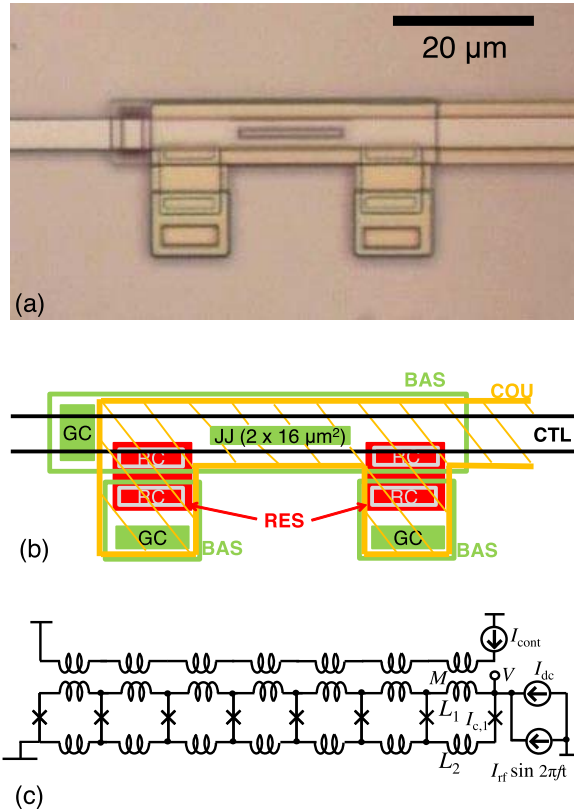 20 µm
(a)
BAS
COU
GC
JJ (2 x 16 µm²)
CTL
RC
RC
RC
RC
RES
GC
GC
BAS
BAS
(b)
I_cont
M
V
I_dc
L_1
I_c,1
L_2
I_rf sin 2πft
(c)